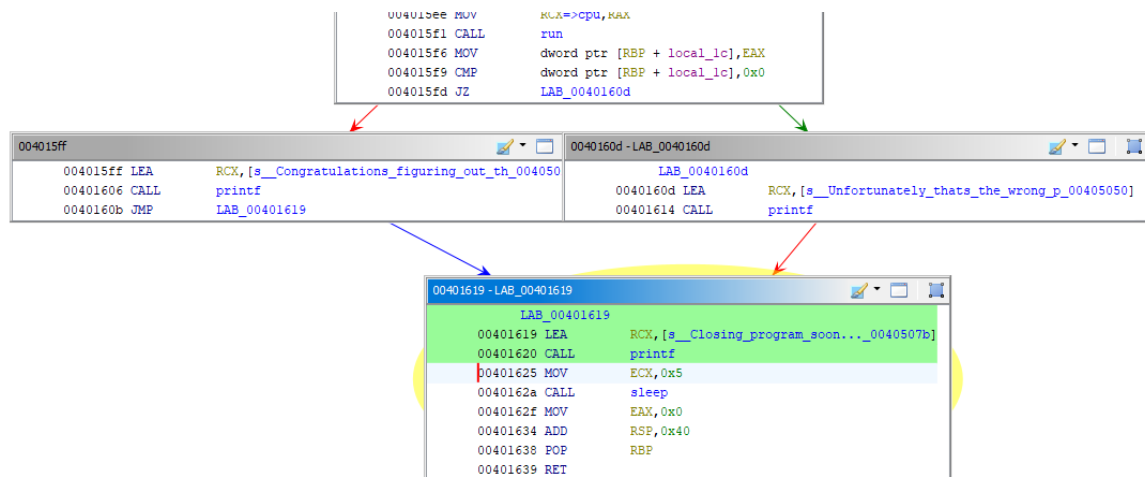 004015ee MOV RCX=>cpu,RAX
004015f1 CALL run
004015f6 MOV dword ptr [RBP + local_1c],EAX
004015f9 CMP dword ptr [RBP + local_1c],0x0
004015fd JZ LAB_0040160d
004015ff
004015ff LEA RCX,[s__Congratulations_figuring_out_th_004050
00401606 CALL printf
0040160b JMP LAB_00401619
0040160d - LAB_0040160d
LAB_0040160d
0040160d LEA RCX,[s__Unfortunately_thats_the_wrong_p_00405050]
00401614 CALL printf
00401619 - LAB_00401619
LAB_00401619
00401619 LEA RCX,[s__Closing_program_soon..._0040507b]
00401620 CALL printf
00401625 MOV ECX,0x5
0040162a CALL sleep
0040162f MOV EAX,0x0
00401634 ADD RSP,0x40
00401638 POP RBP
00401639 RET